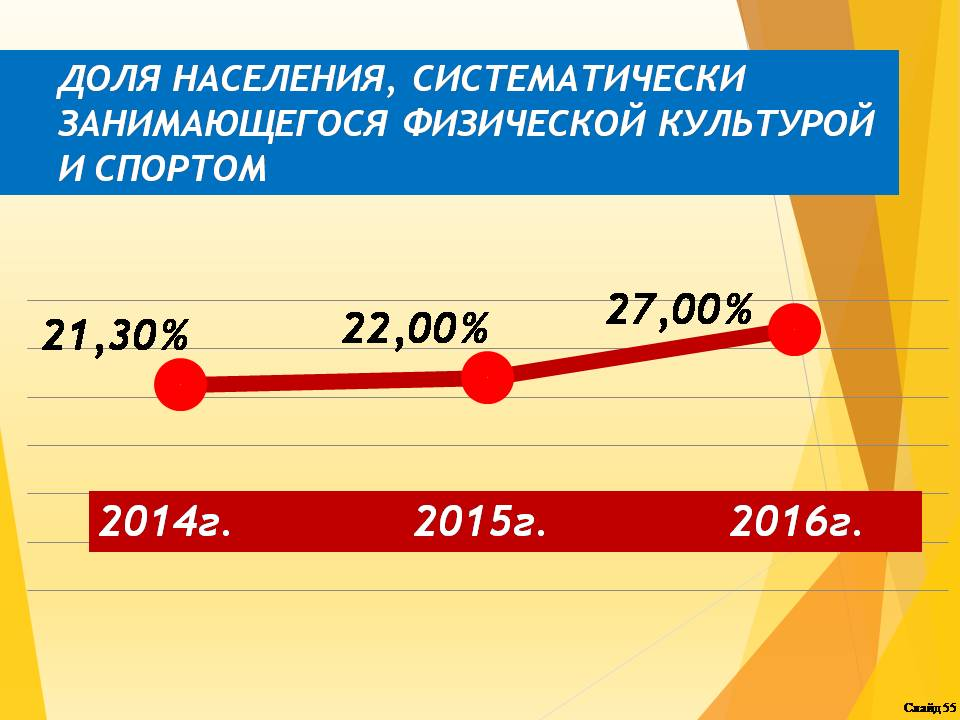 ДОЛЯ НАСЕЛЕНИЯ, СИСТЕМАТИЧЕСКИ
ЗАНИМАЮЩЕГОСЯ ФИЗИЧЕСКОЙ КУЛЬТУРОЙ
И СПОРТОМ
21,30% 22,00% 27,00%
2014г. 2015г. 2016г.
Слайд 55